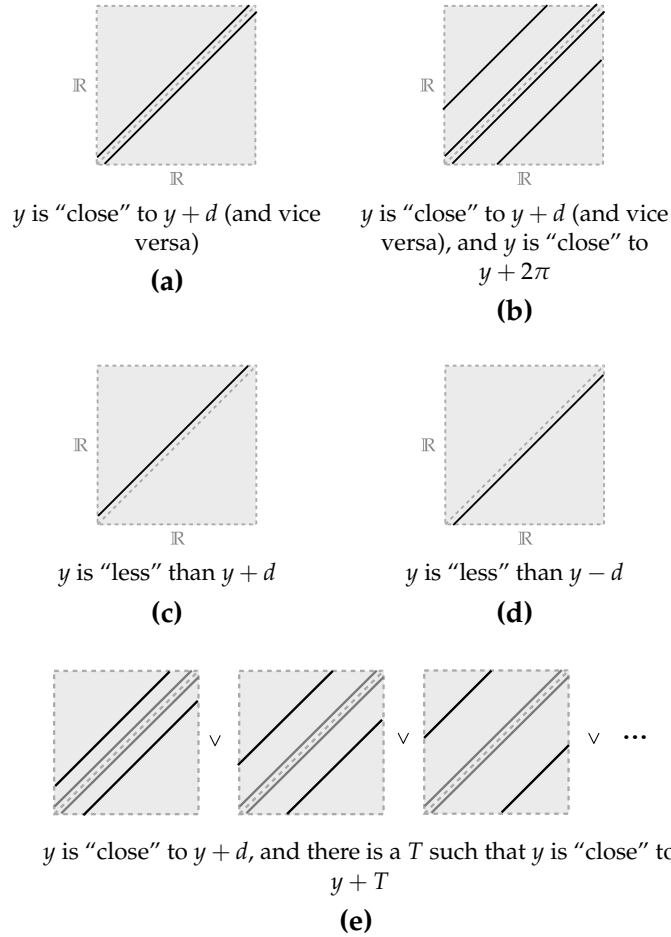 ℝ ℝ
ℝ ℝ
y is “close” to y + d (and vice
versa)
(a)
y is “close” to y + d (and vice
versa), and y is “close” to
y + 2π
(b)
ℝ ℝ
ℝ ℝ
y is “less” than y + d
(c)
y is “less” than y − d
(d)
∨ ∨ ∨ ...
y is “close” to y + d, and there is a T such that y is “close” to
y + T
(e)